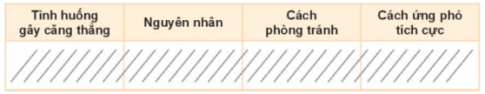 Tình huống
gây căng thẳng
Nguyên nhân
Cách
phòng tránh
Cách ứng phó
tích cực